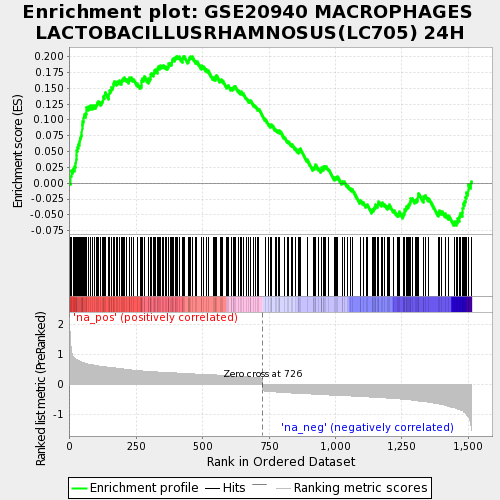 Enrichment plot: GSE20940 MACROPHAGES
LACTOBACILLUSRHAMNOSUS(LC705) 24H
Enrichment score (ES)
0.200
0.175
0.150
0.125
0.100
0.075
0.050
0.025
0.000
-0.025
-0.050
-0.075
'na_pos' (positively correlated)
Ranked list metric (PreRanked)
2
1
0
-1
Zero cross at 726
'na_neg' (negatively correlated)
0 250 500 750 1,000 1,250 1,500
Rank in Ordered Dataset
Enrichment profile Hits Ranking metric scores